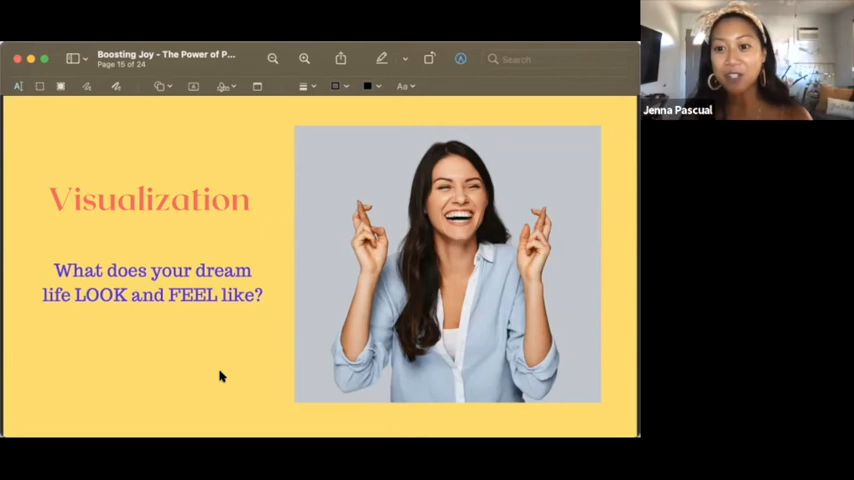 Boosting Joy - The Power of P...
Page 15 of 24
Search
A
Aa
Jenna Pascual
Visualization
What does your dream
life LOOK and FEEL like?